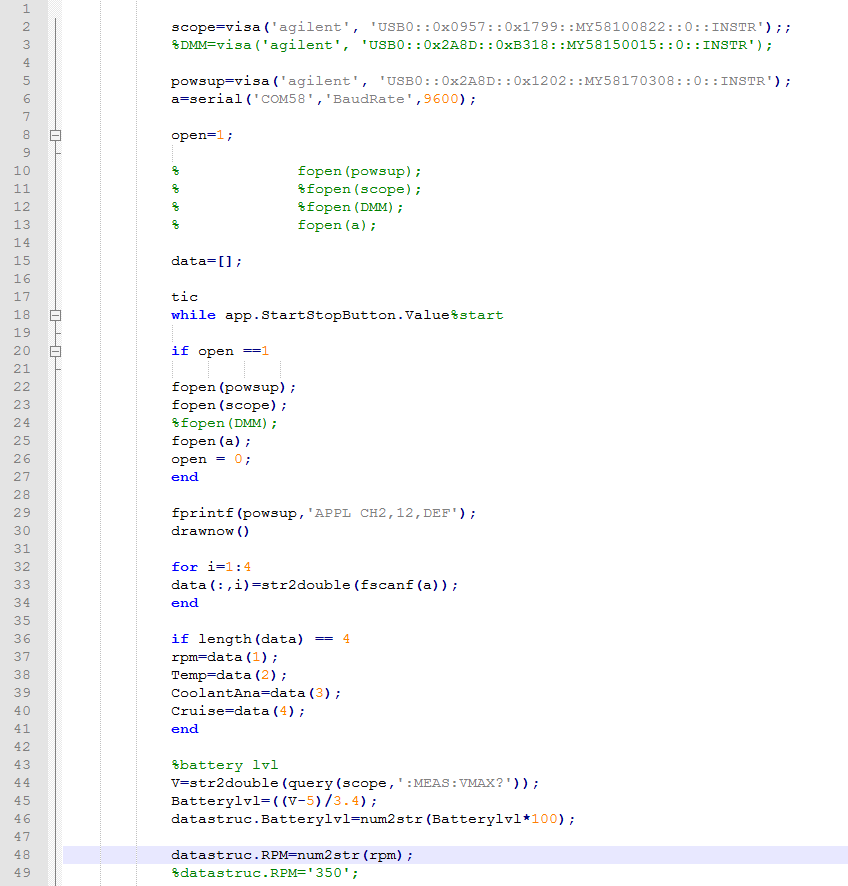 1
2 scope=visa('agilent', 'USB0::0x0957::0x1799::MY58100822::0::INSTR');;
3 %DMM=visa('agilent', 'USB0::0x2A8D::0xB318::MY58150015::0::INSTR');
4
5 powsup=visa('agilent', 'USB0::0x2A8D::0x1202::MY58170308::0::INSTR');
6 a=serial('COM58','BaudRate',9600);
7
8 open=1;
9
10 % fopen(powsup);
11 % %fopen(scope);
12 % %fopen(DMM);
13 % fopen(a);
14
15 data=[];
16
17 tic
18 while app.StartStopButton.Value%start
19
20 if open ==1
21
22 fopen(powsup);
23 fopen(scope);
24 %fopen(DMM);
25 fopen(a);
26 open = 0;
27 end
28
29 fprintf(powsup,'APPL CH2,12,DEF');
30 drawnow()
31
32 for i=1:4
33 data(:,i)=str2double(fscanf(a));
34 end
35
36 if length(data) == 4
37 rpm=data(1);
38 Temp=data(2);
39 CoolantAna=data(3);
40 Cruise=data(4);
41 end
42
43 %battery lvl
44 V=str2double(query(scope,':MEAS:VMAX?'));
45 Batterylvl=((V-5)/3.4);
46 datastruc.Batterylvl=num2str(Batterylvl*100);
47
48 datastruc.RPM=num2str(rpm);
49 %datastruc.RPM='350';